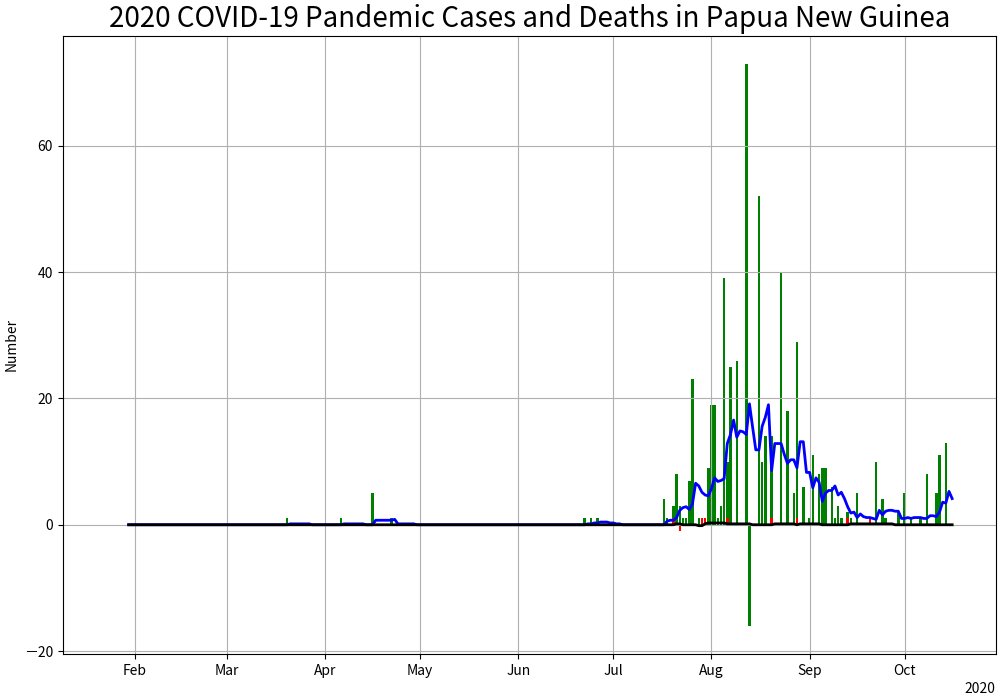 2020 COVID-19 Pandemic Cases and Deaths in Papua New Guinea
Number
60
40
20
0
−20
Feb Mar Apr May Jun Jul Aug Sep Oct
2020